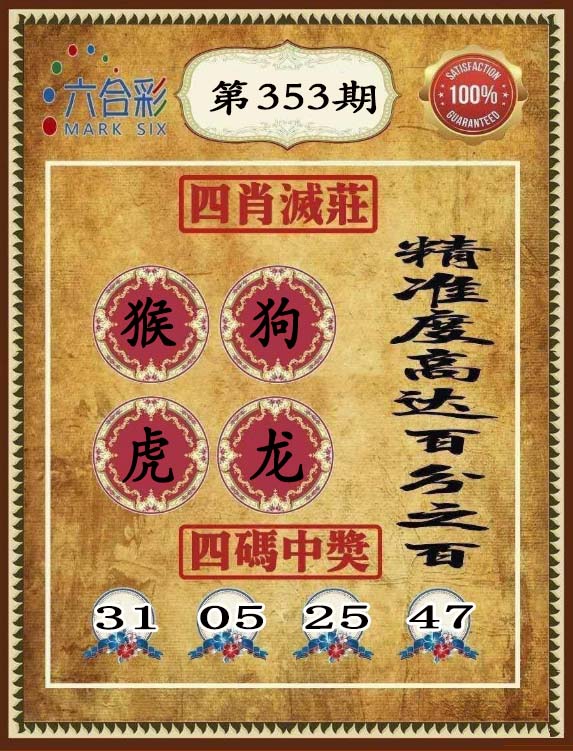 六合彩
MARK SIX
第353期
SATISFACTION
100%
GUARANTEED
四肖滅莊
猴 狗
虎 龙
精准度高达百分之百
四碼中獎
31 05 25 47